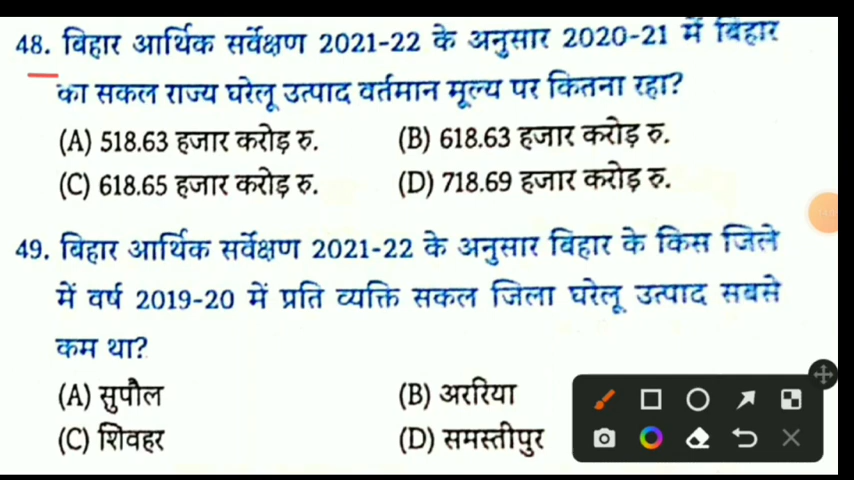 48. बिहार आर्थिक सर्वेक्षण 2021-22 के अनुसार 2020-21 में बिहार
का सकल राज्य घरेलू उत्पाद वर्तमान मूल्य पर कितना रहा?
(A) 518.63 हजार करोड़ रु. (B) 618.63 हजार करोड़ रु.
(C) 618.65 हजार करोड़ रु. (D) 718.69 हजार करोड़ रु.
49. बिहार आर्थिक सर्वेक्षण 2021-22 के अनुसार बिहार के किस जिले
में वर्ष 2019-20 में प्रति व्यक्ति सकल जिला घरेलू उत्पाद सबसे
कम था?
(A) सुपौल (B) अररिया
(C) शिवहर (D) समस्तीपुर